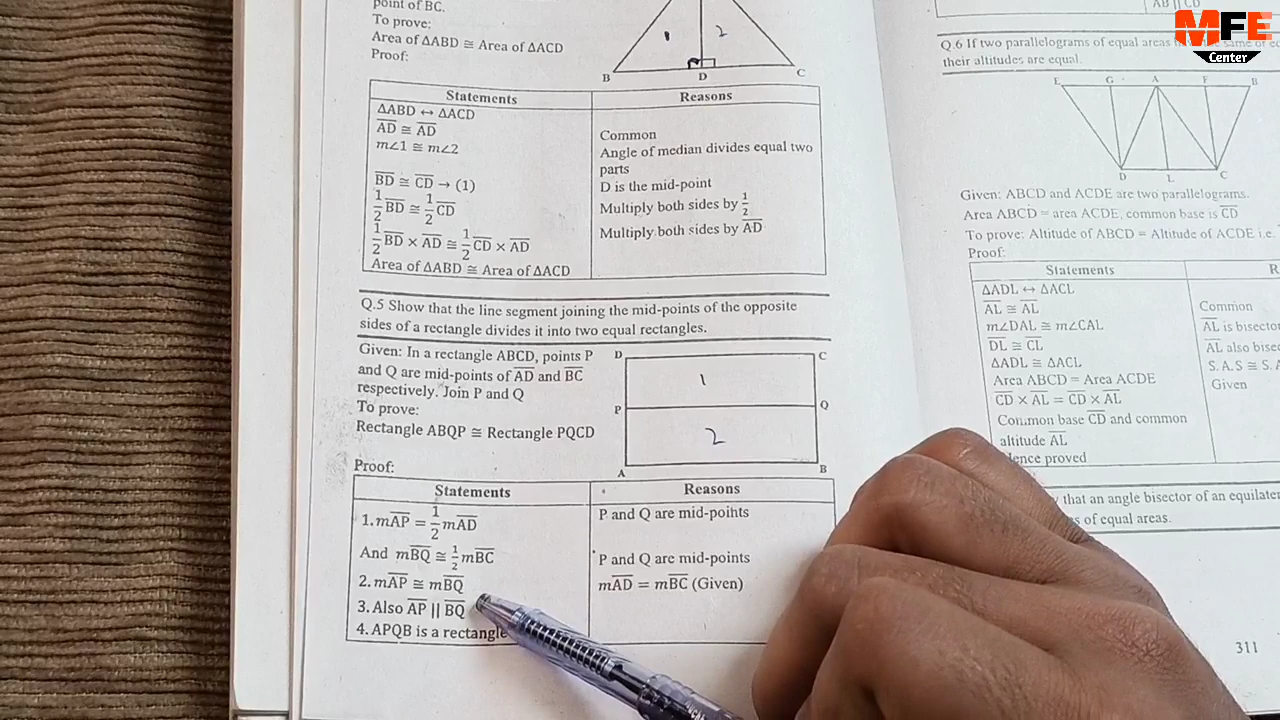 point of BC.
To prove:
Area of ΔABD ≅ Area of ΔACD
Proof:
1 2
B D C
Statements Reasons
ΔABD ↔ ΔACD
AD ≅ AD Common
m∠1 ≅ m∠2 Angle of median divides equal two
parts
BD ≅ CD → (1) D is the mid-point
1/2 BD ≅ 1/2 CD Multiply both sides by 1/2
1/2 BD × AD ≅ 1/2 CD × AD Multiply both sides by AD
Area of ΔABD ≅ Area of ΔACD
Q.5 Show that the line segment joining the mid-points of the opposite
sides of a rectangle divides it into two equal rectangles.
Given: In a rectangle ABCD, points P
and Q are mid-points of AD and BC
respectively. Join P and Q
To prove:
Rectangle ABQP ≅ Rectangle PQCD
D C
1
P Q
2
A B
Proof:
Statements Reasons
1. mAP = 1/2 mAD P and Q are mid-points
And mBQ ≅ 1/2 mBC P and Q are mid-points
2. mAP ≅ mBQ mAD = mBC (Given)
3. Also AP || BQ
4. APQB is a rectangle
AB || CD
MFE
Center
Q.6 If two parallelograms of equal areas
their altitudes are equal.
E G A F B
D L C
Given: ABCD and ACDE are two parallelograms.
Area ABCD = area ACDE, common base is CD
To prove: Altitude of ABCD = Altitude of ACDE i.e.
Proof:
Statements
ΔADL ↔ ΔACL
AL ≅ AL Common
m∠DAL ≅ m∠CAL AL is bisector
DL ≅ CL AL also
ΔADL ≅ ΔACL S.A.S ≅
Area ABCD = Area ACDE Given
CD × AL = CD × AL
Common base CD and common
altitude AL
proved
that an angle bisector of an
of equal areas.
311